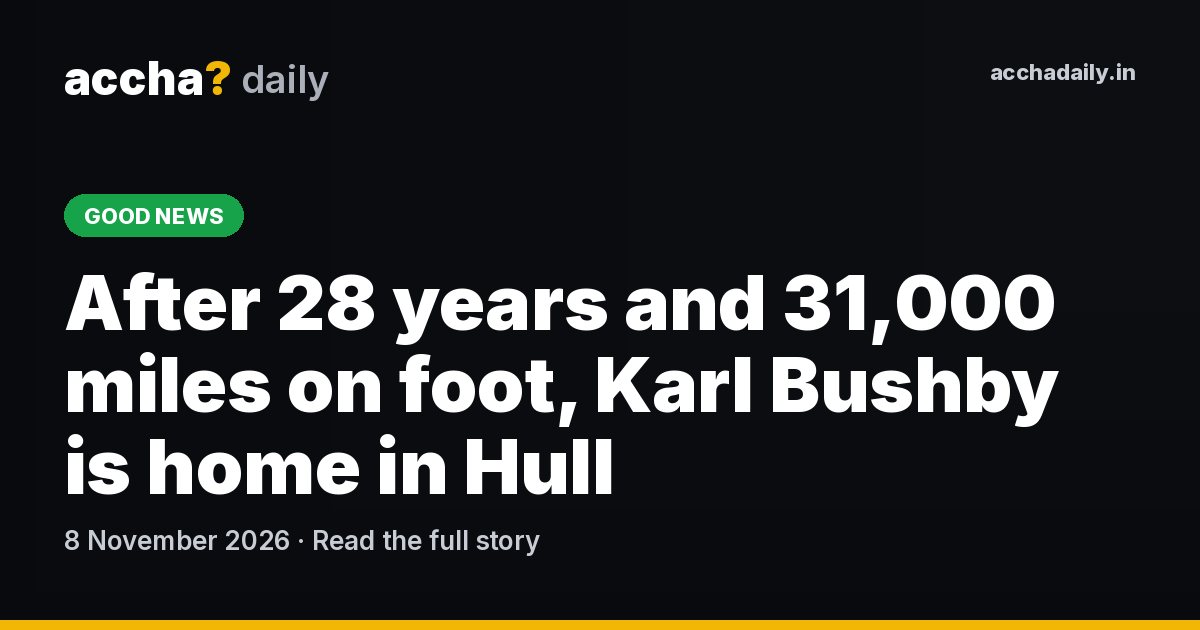 accha? daily
acchadaily.in
GOOD NEWS
After 28 years and 31,000
miles on foot, Karl Bushby
is home in Hull
8 November 2026 · Read the full story